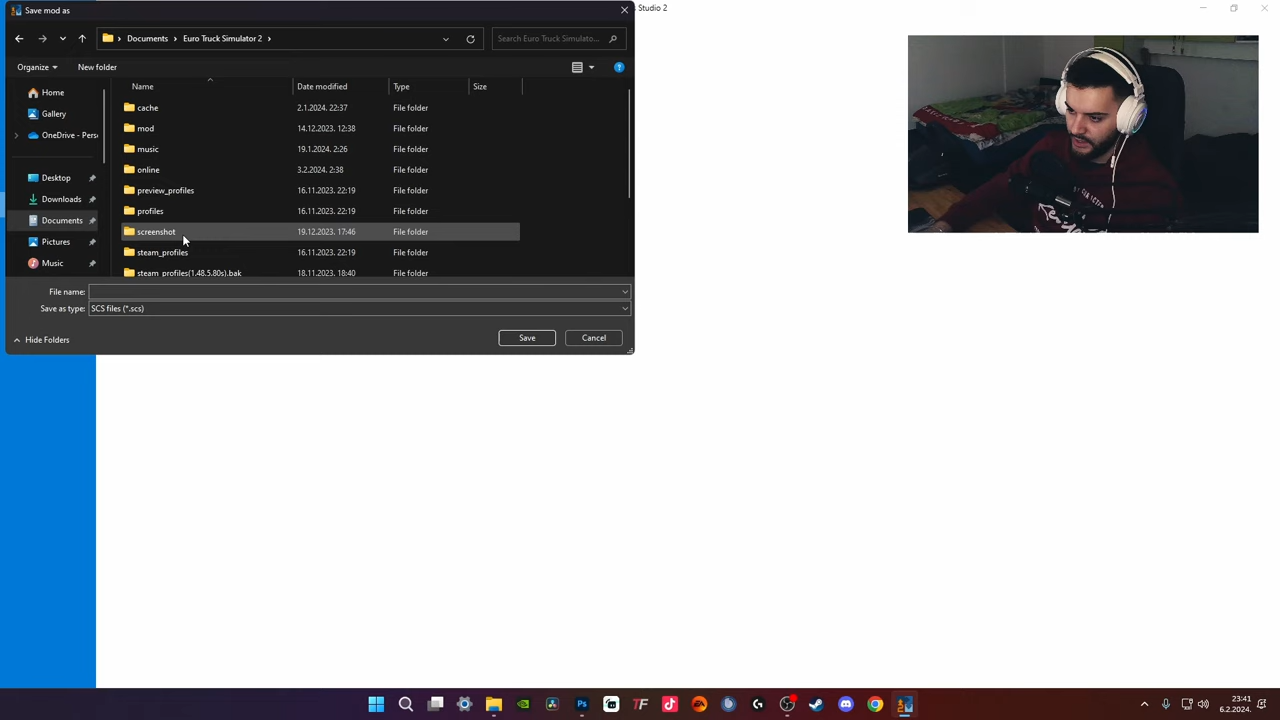 Save mod as
Studio 2
Documents
Euro Truck Simulator 2
Search Euro Truck Simulato...
Organize
New folder
Name
Date modified
Type
Size
Home
Gallery
OneDrive - Pers
Desktop
Downloads
Documents
Pictures
Music
cache 2.1.2024. 22:37 File folder
mod 14.12.2023. 12:38 File folder
music 19.1.2024. 2:26 File folder
online 3.2.2024. 2:38 File folder
preview_profiles 16.11.2023. 22:19 File folder
profiles 16.11.2023. 22:19 File folder
screenshot 19.12.2023. 17:46 File folder
steam_profiles 16.11.2023. 22:19 File folder
steam_profiles(1.48.5.80s).bak 18.11.2023. 18:40 File folder
File name:
Save as type: SCS files (*.scs)
Hide Folders
Save
Cancel
23:41
6.2.2024.